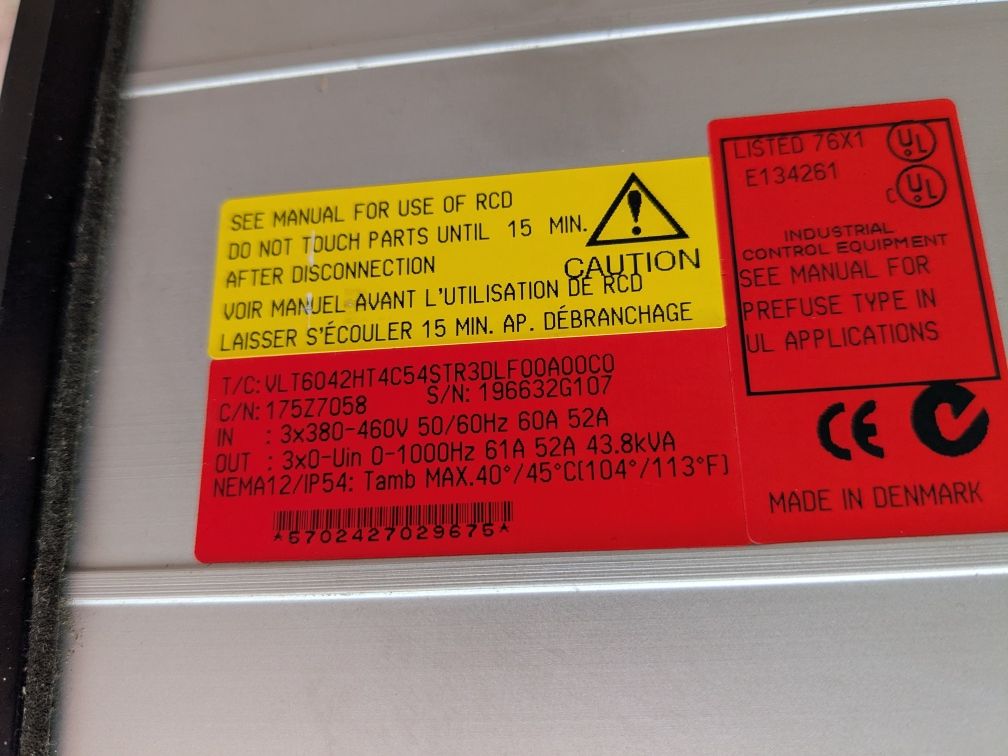 SEE MANUAL FOR USE OF RCD
DO NOT TOUCH PARTS UNTIL 15 MIN.
AFTER DISCONNECTION
CAUTION
VOIR MANUEL AVANT L'UTILISATION DE RCD
LAISSER S'ÉCOULER 15 MIN. AP. DÉBRANCHAGE
T/C: VLT6042HT4C54STR3DLF00A00C0
C/N: 175Z7058 S/N: 196632G107
IN : 3x380-460V 50/60Hz 60A 52A
OUT : 3x0-Uin 0-1000Hz 61A 52A 43.8kVA
NEMA12/IP54: Tamb MAX.40°/45°C(104°/113°F)
*5702427029675*
LISTED 76X1 UL
E134261 c UL
INDUSTRIAL
CONTROL EQUIPMENT
SEE MANUAL FOR
PREFUSE TYPE IN
UL APPLICATIONS
CE
MADE IN DENMARK